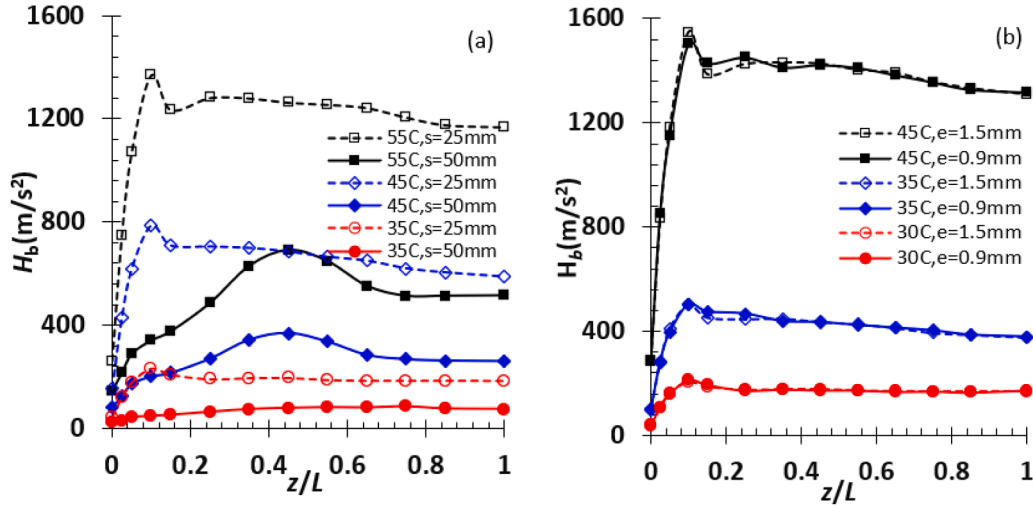 (a)
H_b(m/s²)
1600
1200
800
400
0
55C,s=25mm
55C,s=50mm
45C,s=25mm
45C,s=50mm
35C,s=25mm
35C,s=50mm
0 0.2 0.4 0.6 0.8 1
z/L
(b)
H_b(m/s²)
1600
1200
800
400
0
45C,e=1.5mm
45C,e=0.9mm
35C,e=1.5mm
35C,e=0.9mm
30C,e=1.5mm
30C,e=0.9mm
0 0.2 0.4 0.6 0.8 1
z/L